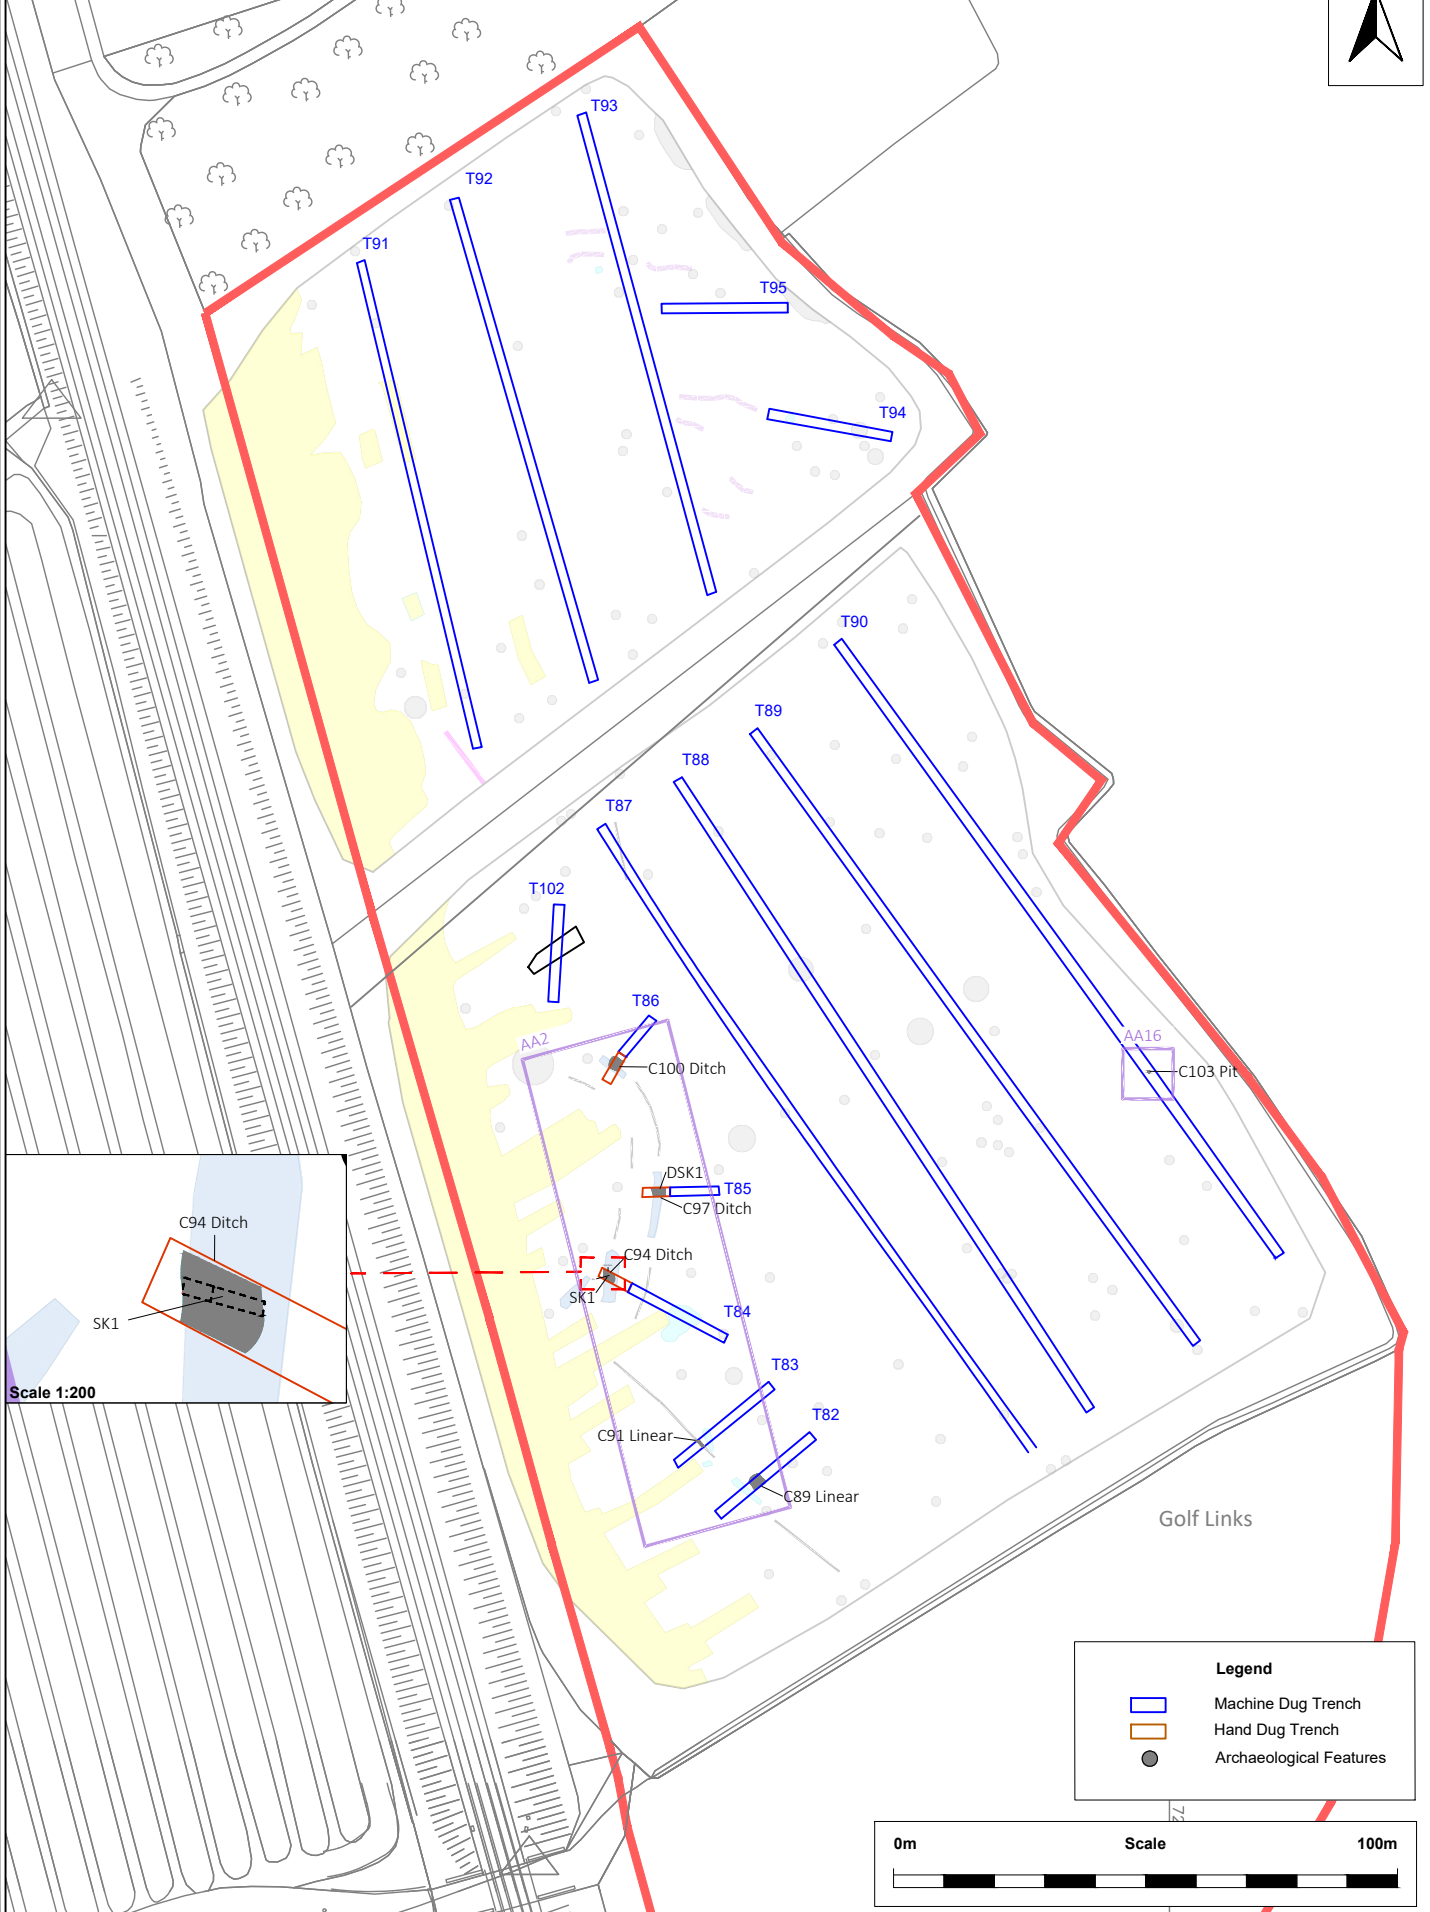 T93
T92
T91
T95
T94
T90
T89
T88
T87
T102
T86
AA2
C100 Ditch
AA16
C103 Pit
DSK1
T85
C97 Ditch
C94 Ditch
SK1
T84
T83
T82
C91 Linear
C89 Linear
C94 Ditch
SK1
Scale 1:200
Golf Links
Legend
Machine Dug Trench
Hand Dug Trench
Archaeological Features
72
0m Scale 100m